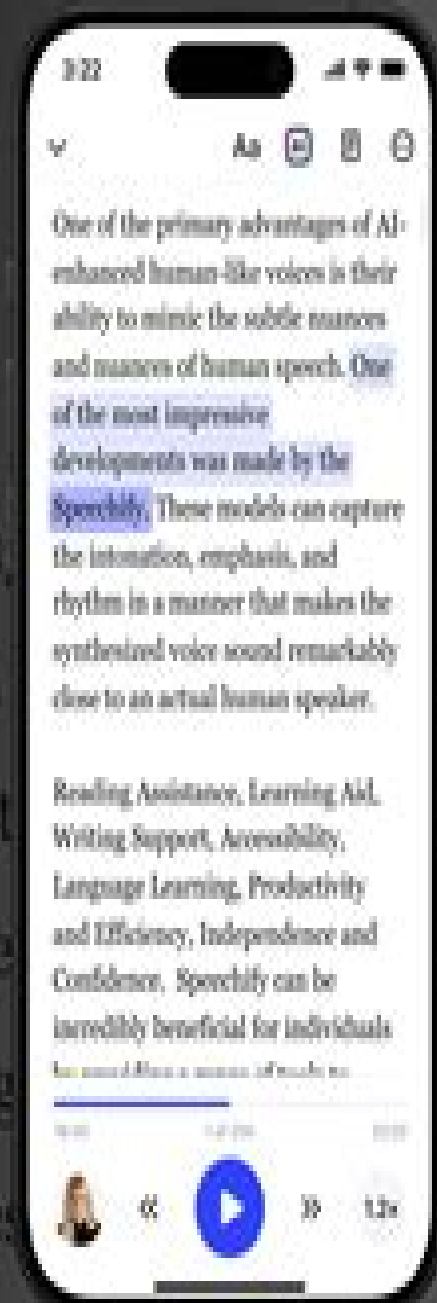 3:22
Aa
One of the primary advantages of AI-
enhanced human-like voices is their
ability to mimic the subtle nuances
and nuances of human speech. One
of the most impressive
developments was made by the
Speechify. These models can capture
the intonation, emphasis, and
rhythm in a manner that makes the
synthesized voice sound remarkably
close to an actual human speaker.
Reading Assistance, Learning Aid,
Writing Support, Accessibility,
Language Learning, Productivity
and Efficiency, Independence and
Confidence. Speechify can be
incredibly beneficial for individuals
1.2x